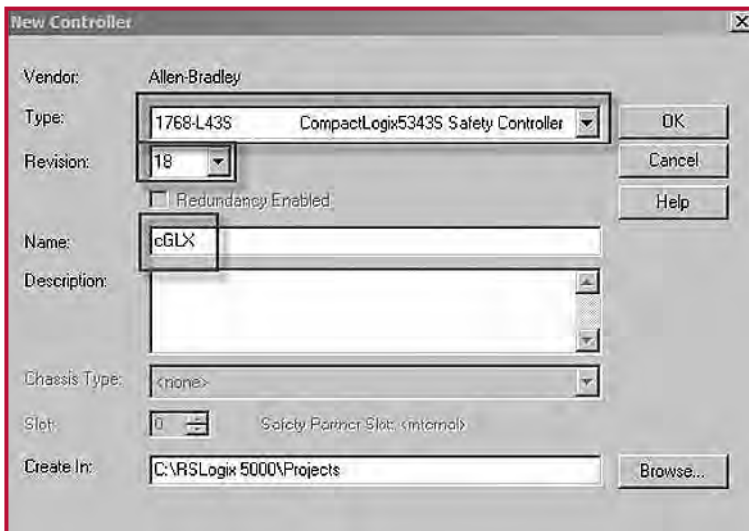 New Controller
Vendor: Allen-Bradley
Type: 1768-L43S CompactLogix5343S Safety Controller OK
Revision: 18 Cancel
Redundancy Enabled Help
Name: cGLX
Description:
Chassis Type: <none>
Slot: 0 Safety Partner Slot: <internal>
Create In: C:\RSLogix 5000\Projects Browse...